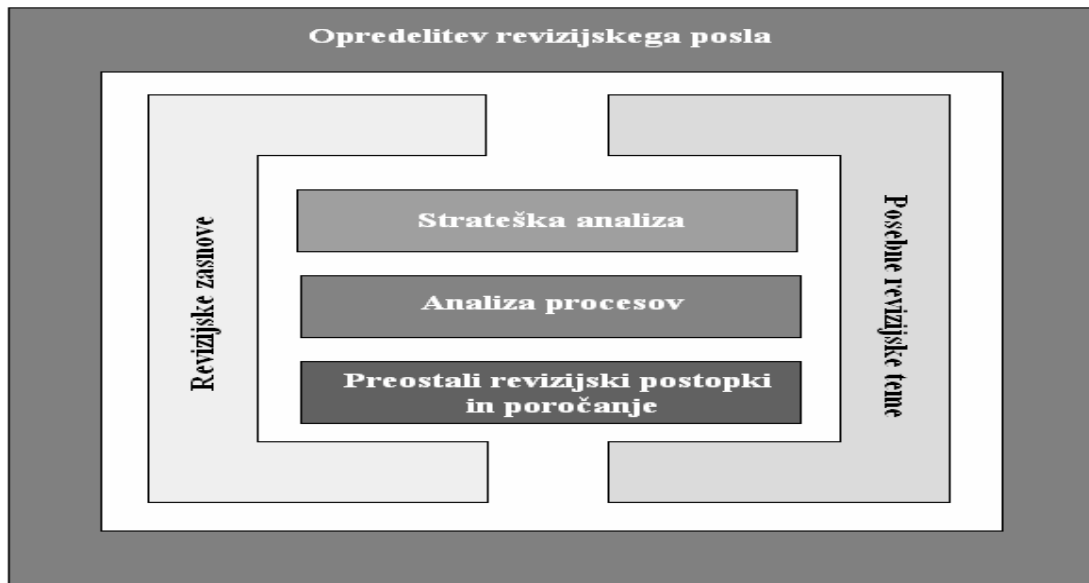 Opredelitev revizijskega posla
Revizijske zasnove
Strateška analiza
Analiza procesov
Preostali revizijski postopki
in poročanje
Posebne revizijske teme